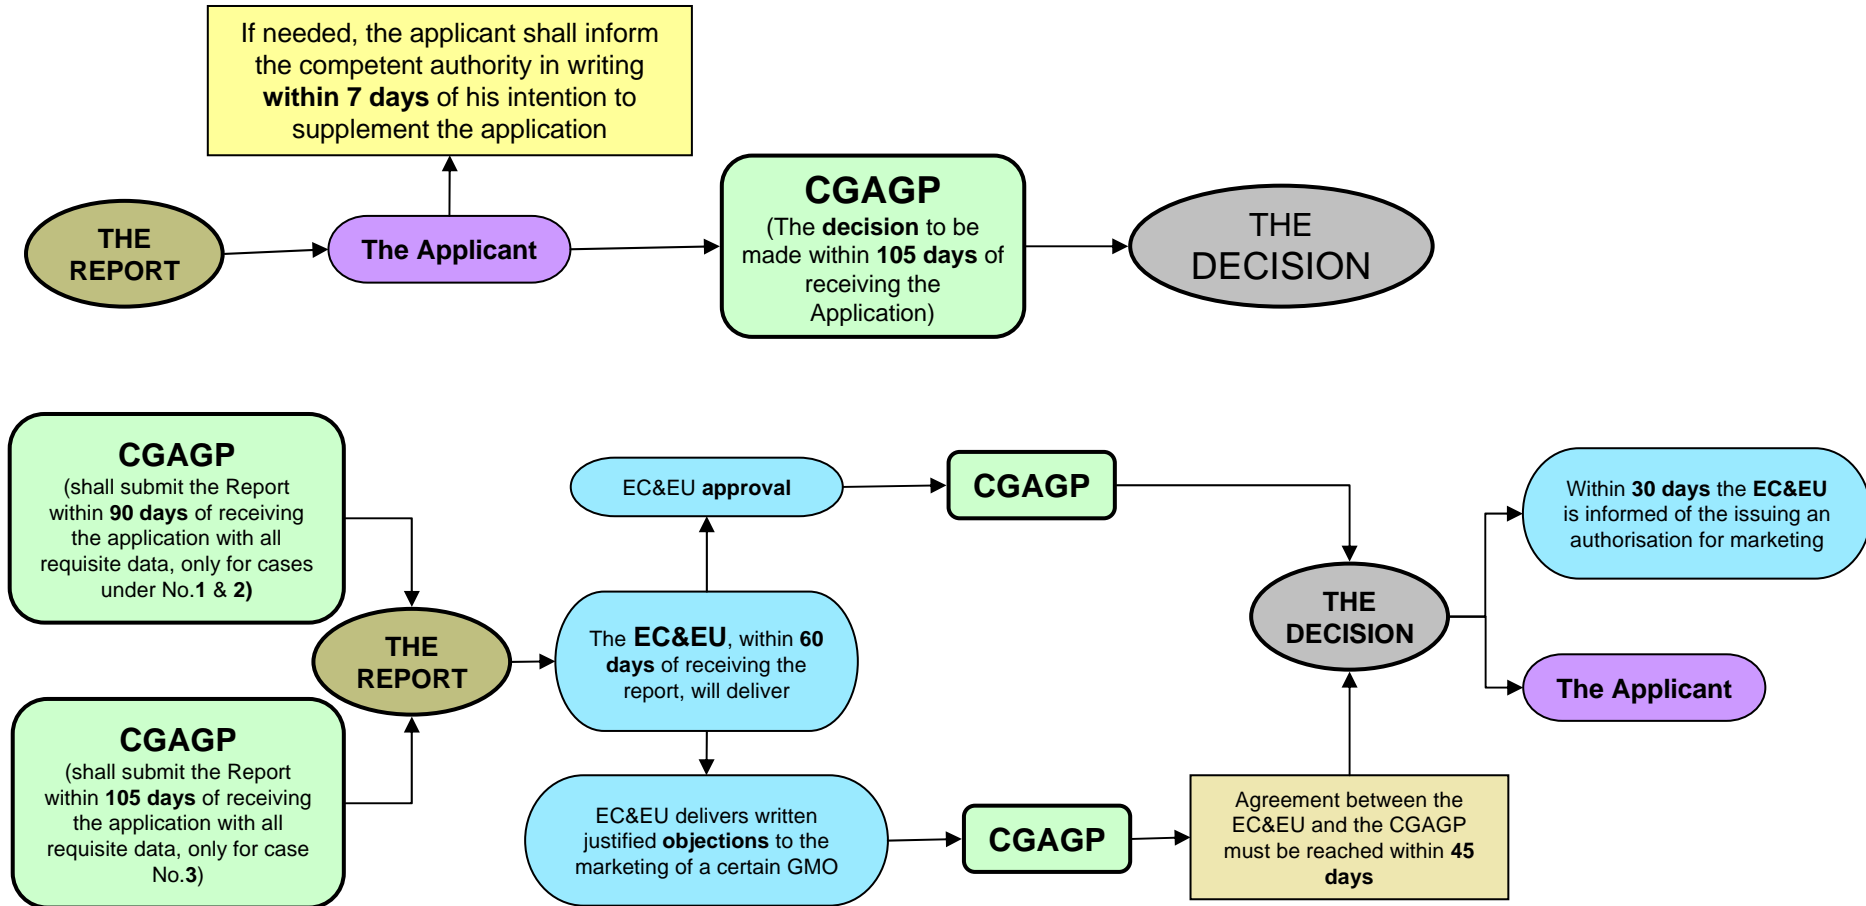 If needed, the applicant shall inform
the competent authority in writing
within 7 days of his intention to
supplement the application
THE
REPORT
The Applicant
CGAGP
(The decision to be
made within 105 days of
receiving the
Application)
THE
DECISION
CGAGP
(shall submit the Report
within 90 days of receiving
the application with all
requisite data, only for cases
under No.1 & 2)
CGAGP
(shall submit the Report
within 105 days of receiving
the application with all
requisite data, only for case
No.3)
THE
REPORT
EC&EU approval
The EC&EU, within 60
days of receiving the
report, will deliver
EC&EU delivers written
justified objections to the
marketing of a certain GMO
CGAGP
CGAGP
Agreement between the
EC&EU and the CGAGP
must be reached within 45
days
THE
DECISION
Within 30 days the EC&EU
is informed of the issuing an
authorisation for marketing
The Applicant